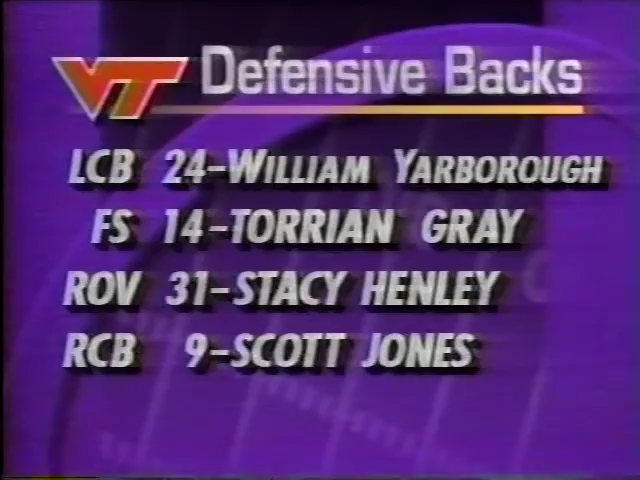 VT Defensive Backs
LCB 24-WILLIAM YARBOROUGH
FS 14-TORRIAN GRAY
ROV 31-STACY HENLEY
RCB 9-SCOTT JONES